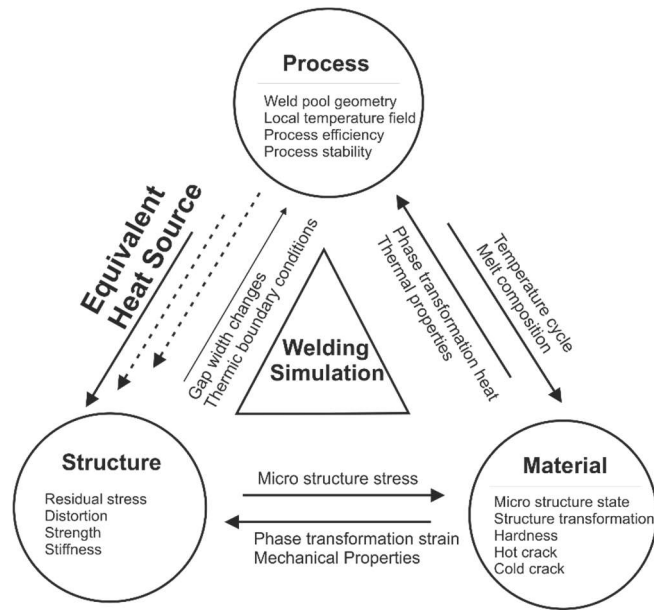 Process
Weld pool geometry
Local temperature field
Process efficiency
Process stability
Equivalent
Heat Source
Gap width changes
Thermic boundary conditions
Phase transformation heat
Thermal properties
Temperature cycle
Melt composition
Welding
Simulation
Structure
Residual stress
Distortion
Strength
Stiffness
Micro structure stress
Phase transformation strain
Mechanical Properties
Material
Micro structure state
Structure transformation
Hardness
Hot crack
Cold crack